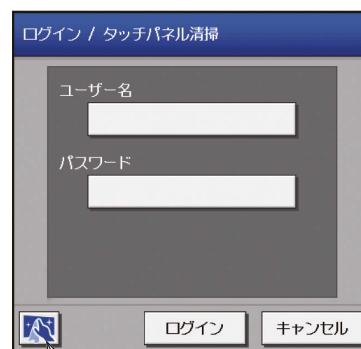 ログイン / タッチパネル清掃
ユーザー名
パスワード
ログイン
キャンセル